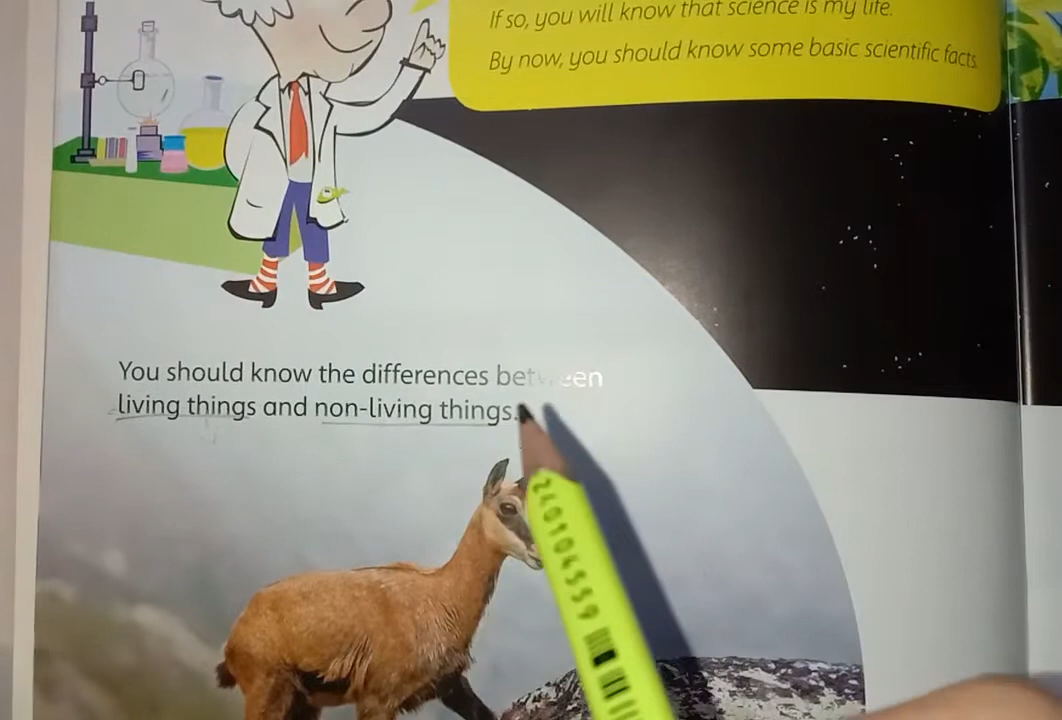 If so, you will know that science is my life.
By now, you should know some basic scientific facts.
You should know the differences between
living things and non-living things.
2401045559